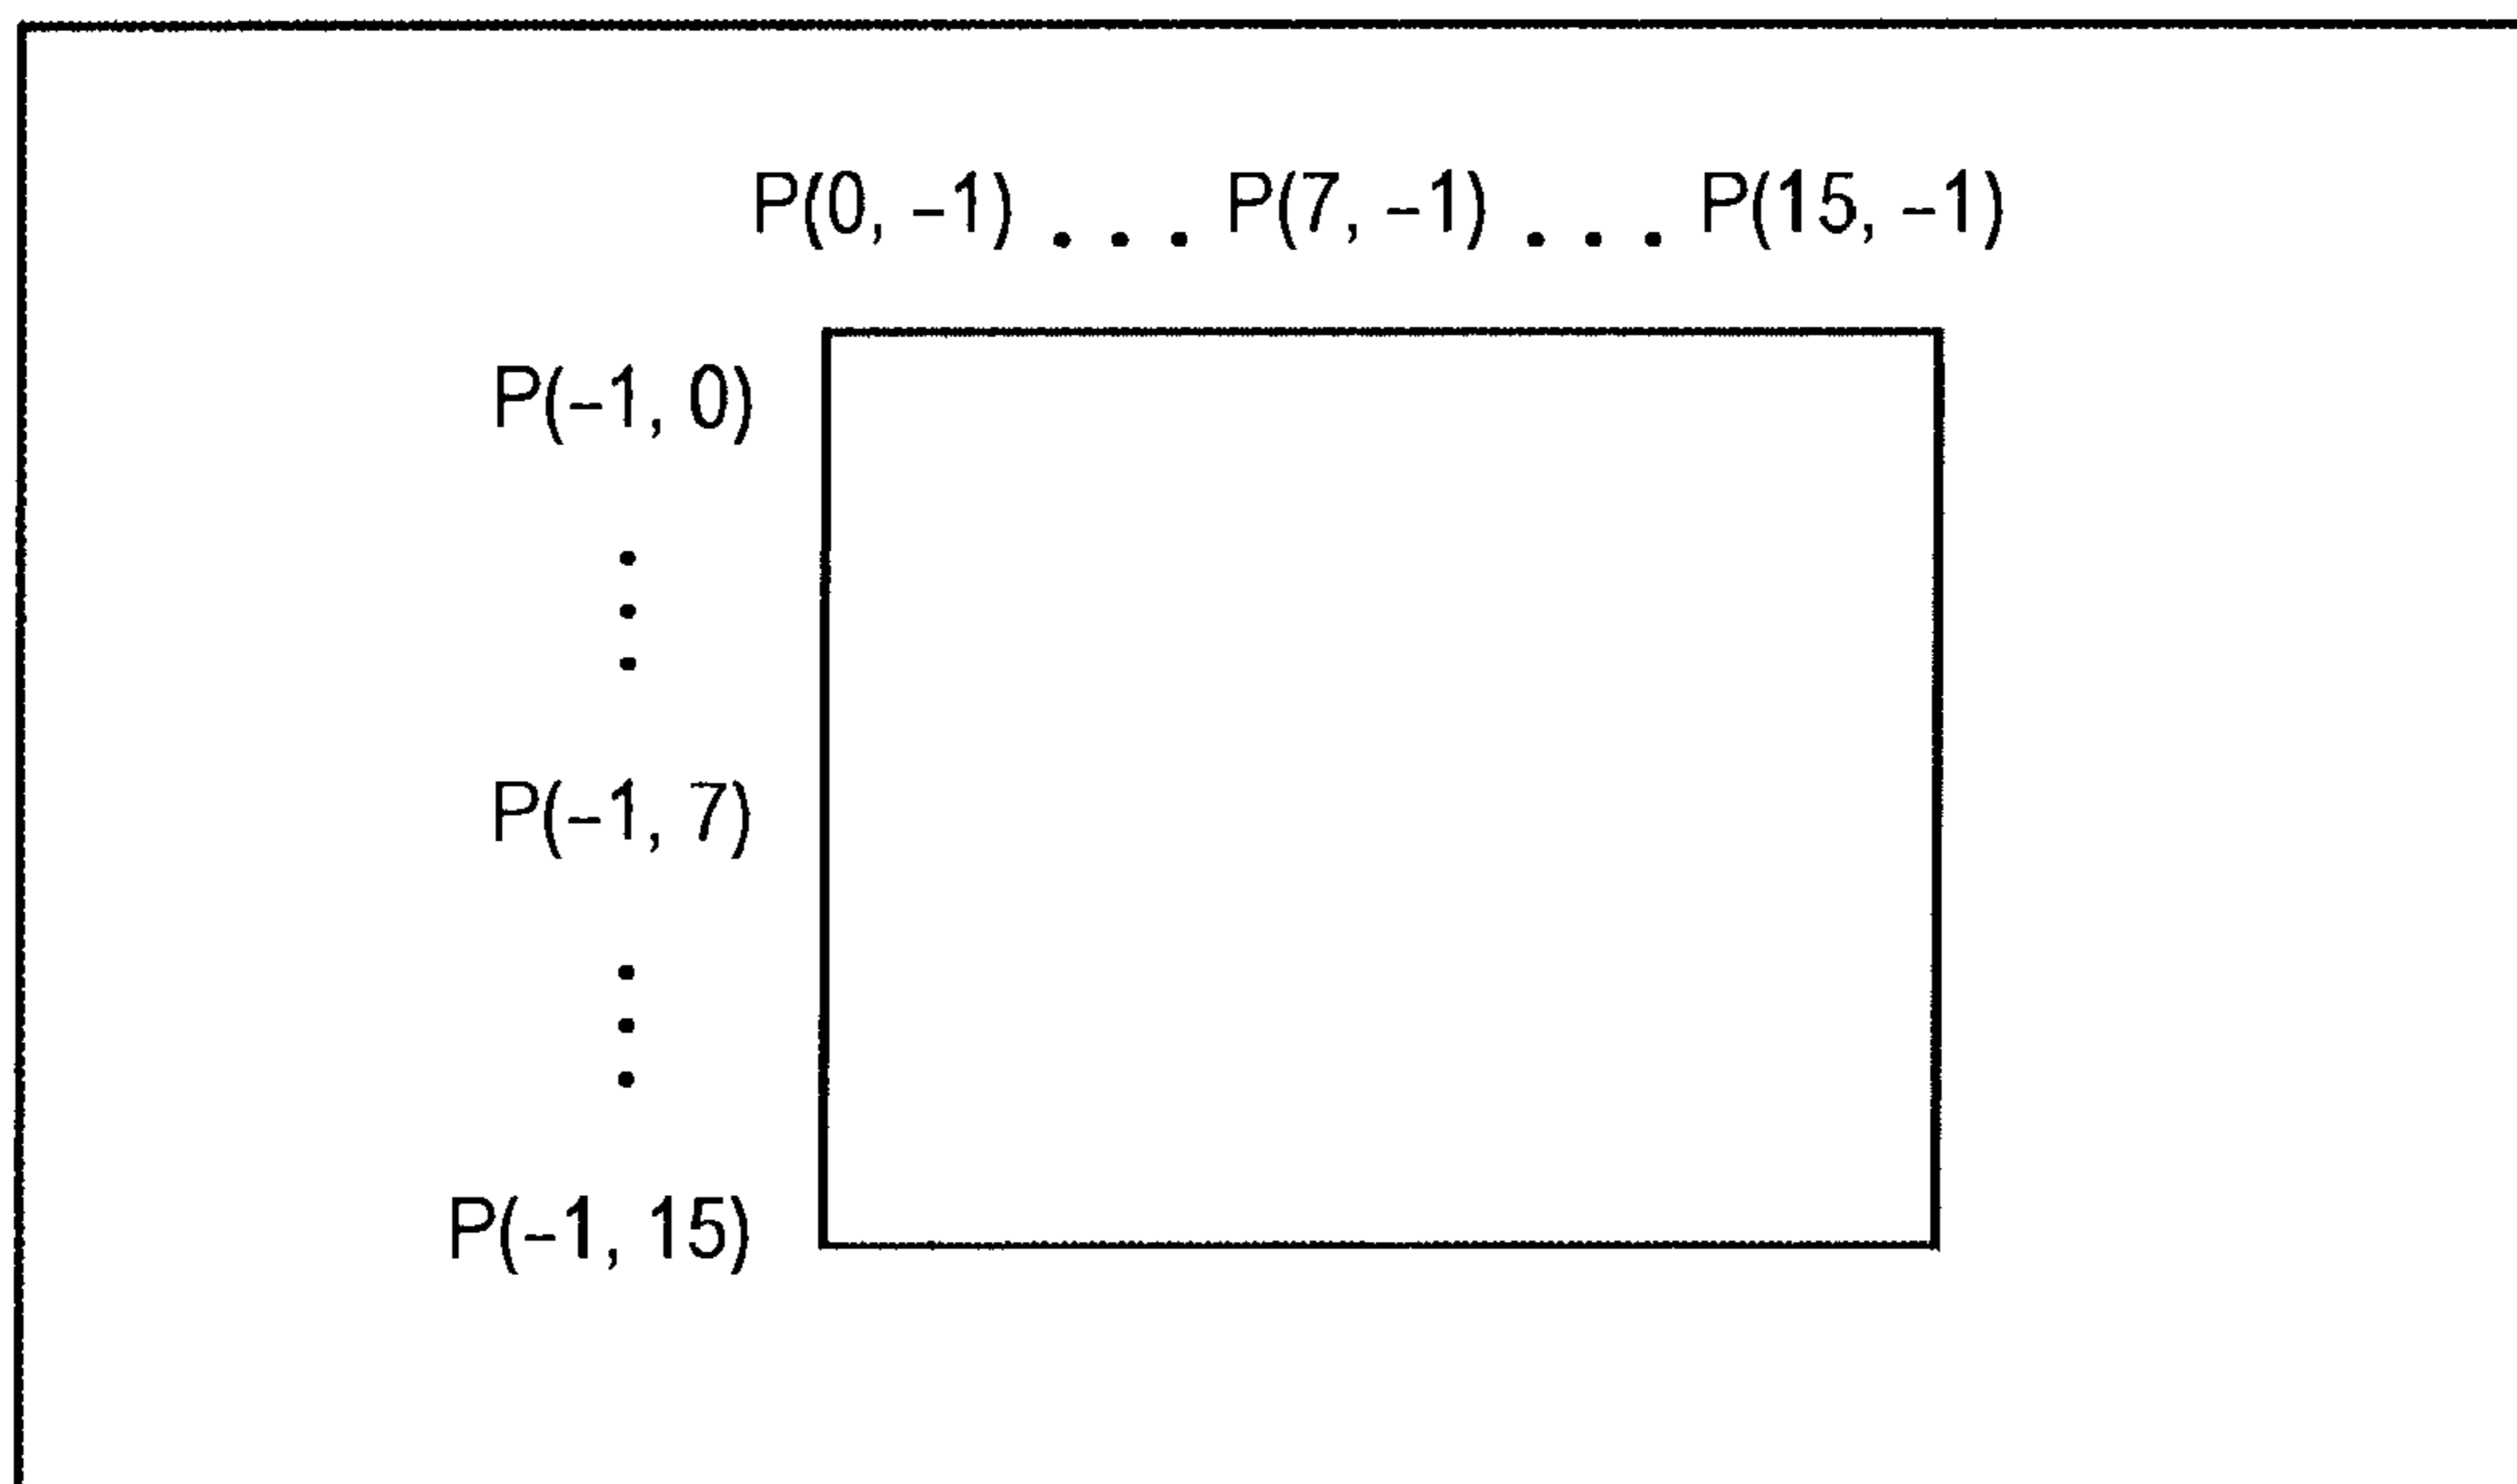 P(0, –1) . . . P(7, –1) . . . P(15, –1)
P(–1, 0)
.
.
.
P(–1, 7)
.
.
.
P(–1, 15)